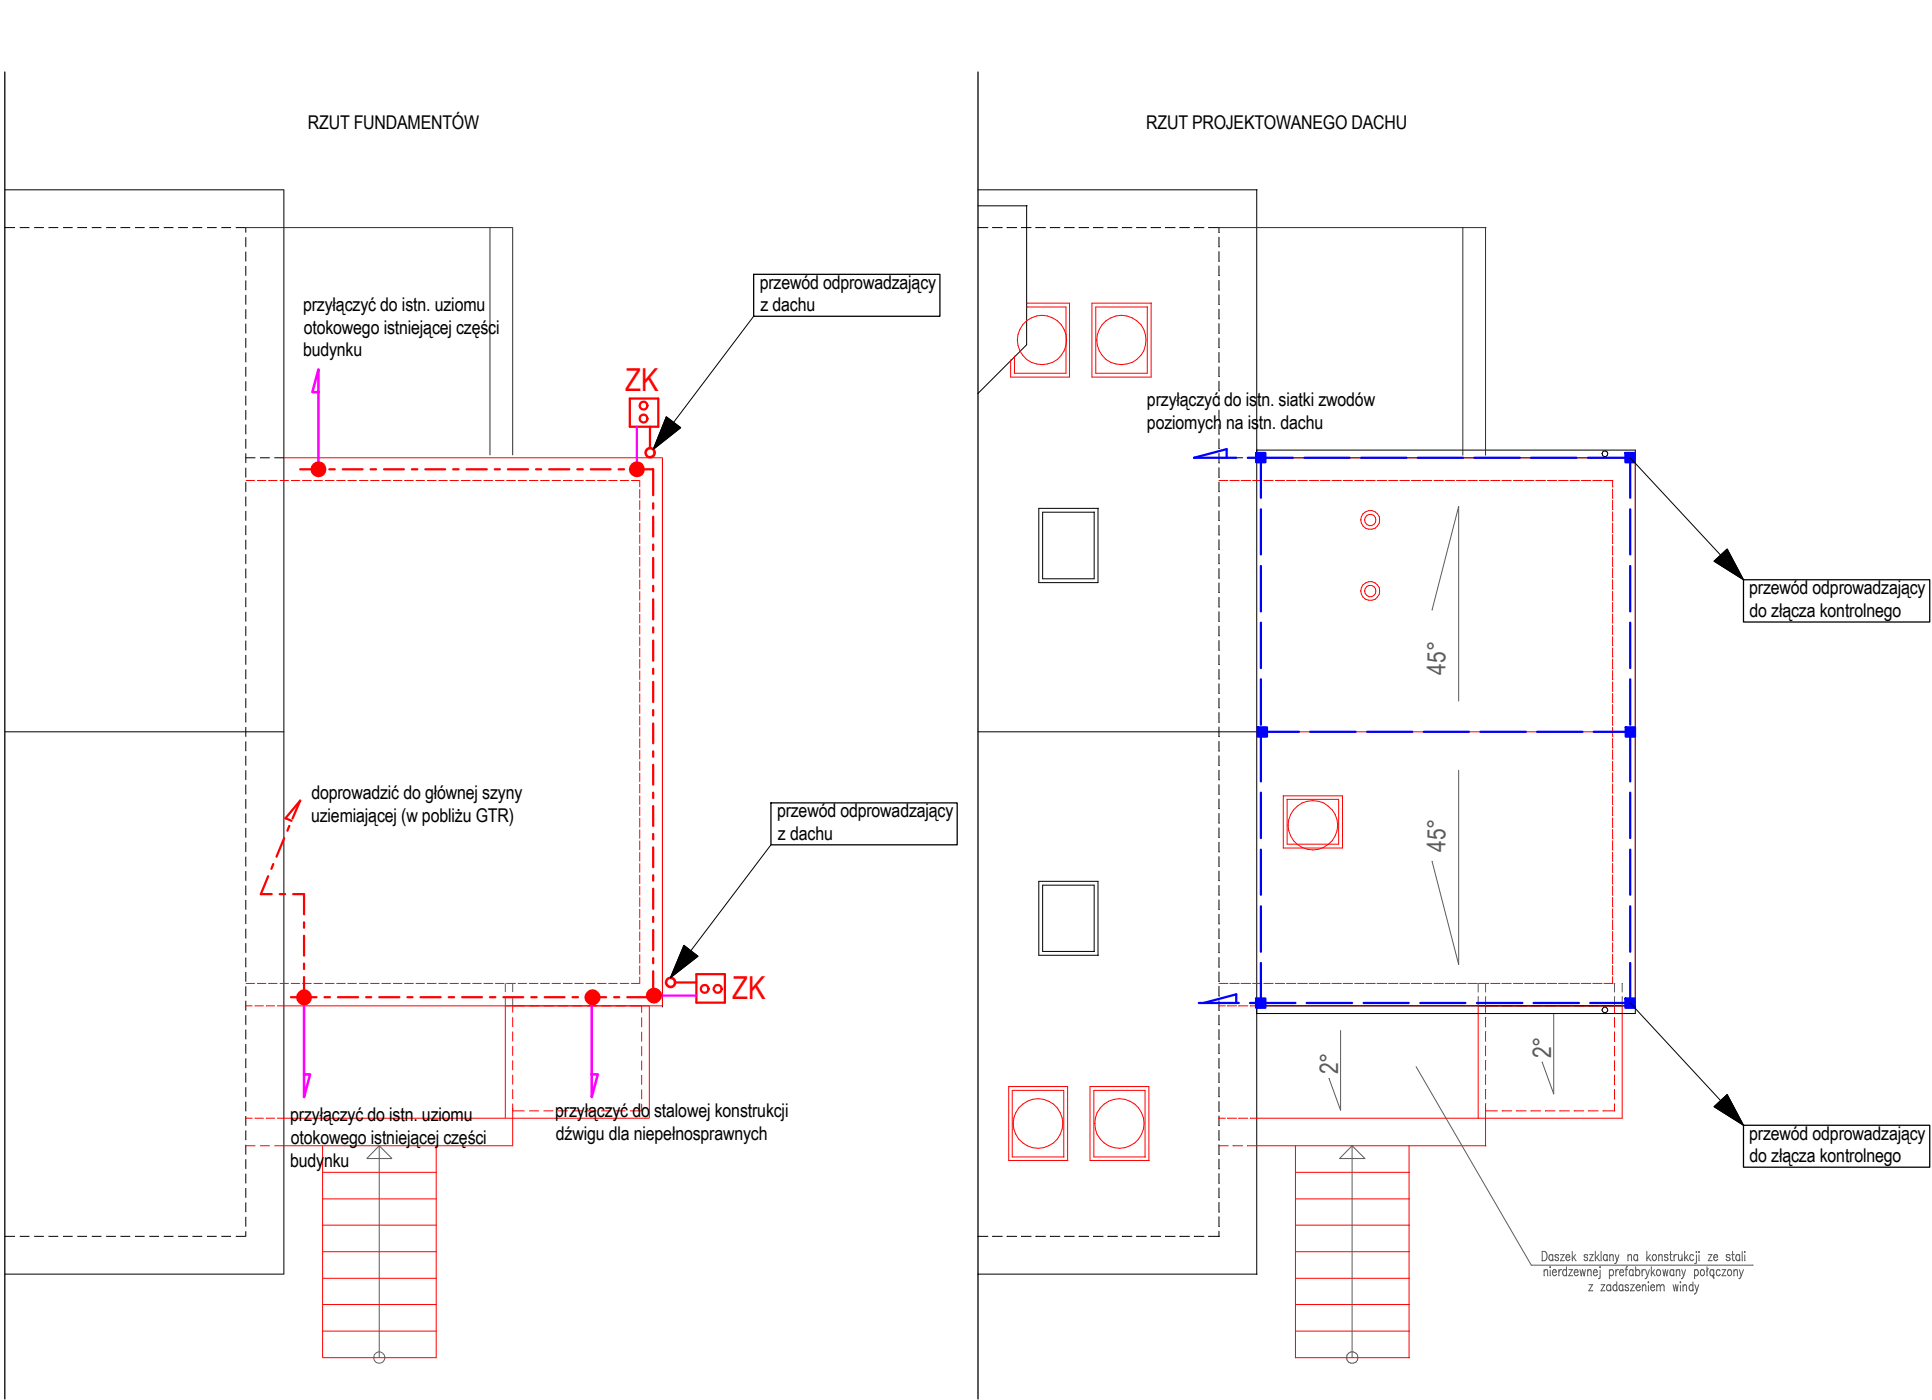 RZUT FUNDAMENTÓW
przyłączyć do istn. uziomu
otokowego istniejącej części
budynku
przewód odprowadzający
z dachu
ZK
doprowadzić do głównej szyny
uziemiającej (w pobliżu GTR)
przewód odprowadzający
z dachu
ZK
przyłączyć do istn. uziomu
otokowego istniejącej części
budynku
przyłączyć do stalowej konstrukcji
dźwigu dla niepełnosprawnych
RZUT PROJEKTOWANEGO DACHU
przyłączyć do istn. siatki zwodów
poziomych na istn. dachu
przewód odprowadzający
do złącza kontrolnego
45°
45°
2°
2°
przewód odprowadzający
do złącza kontrolnego
Daszek szklany na konstrukcji ze stali
nierdzewnej prefabrykowany połączony
z zadaszeniem windy